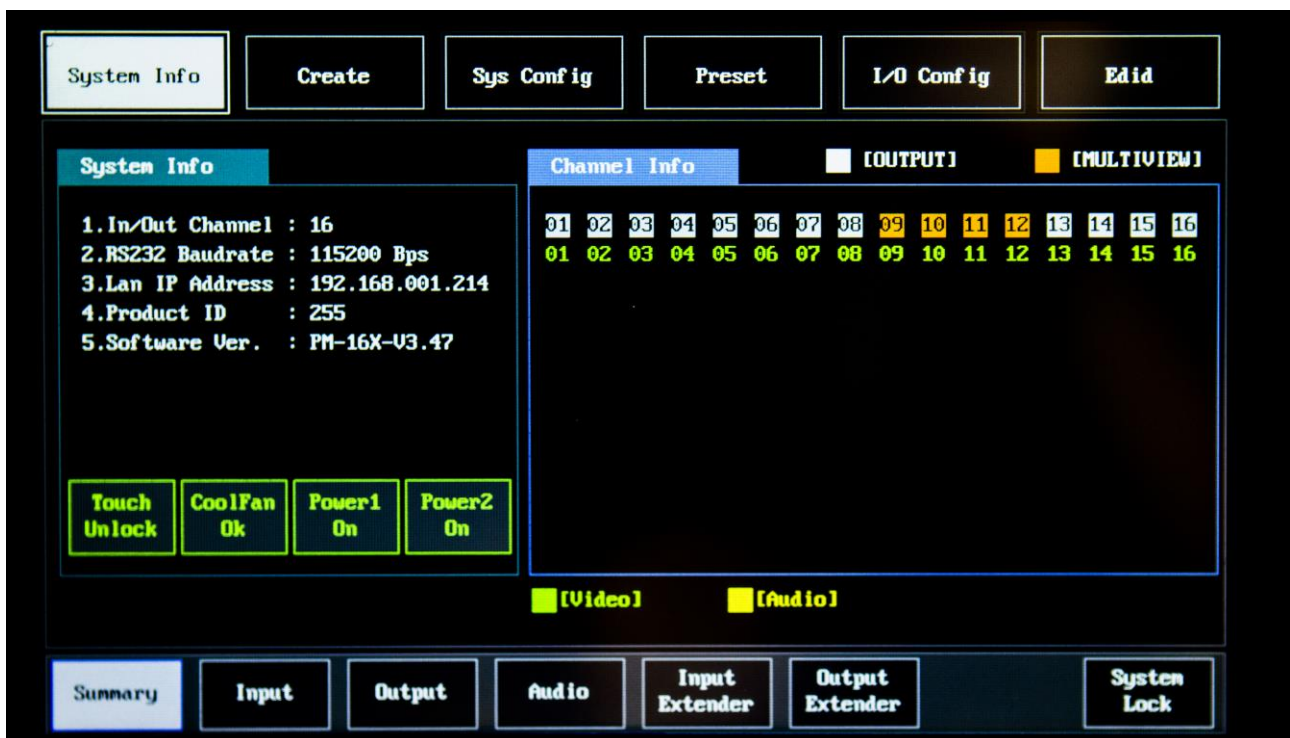 System Info Create Sys Config Preset I/O Config Edid
System Info
1.In/Out Channel : 16
2.RS232 Baudrate : 115200 Bps
3.Lan IP Address : 192.168.001.214
4.Product ID : 255
5.Software Ver. : PM-16X-V3.47
Touch CoolFan Power1 Power2
Unlock Ok On On
Channel Info [OUTPUT] [MULTIVIEW]
01 02 03 04 05 06 07 08 09 10 11 12 13 14 15 16
01 02 03 04 05 06 07 08 09 10 11 12 13 14 15 16
[Video] [Audio]
Summary Input Output Audio Input Extender Output Extender System Lock